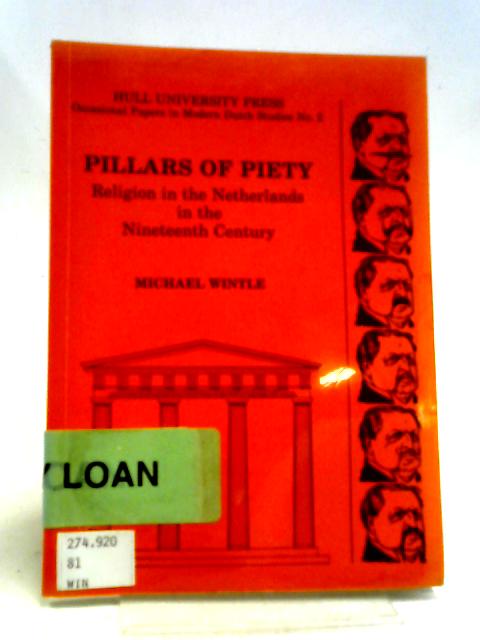 HULL UNIVERSITY PRESS
Occasional Papers in Modern Dutch Studies No. 2
PILLARS OF PIETY
Religion in the Netherlands
in the
Nineteenth Century
MICHAEL WINTLE
LOAN
274.920
81
WIN